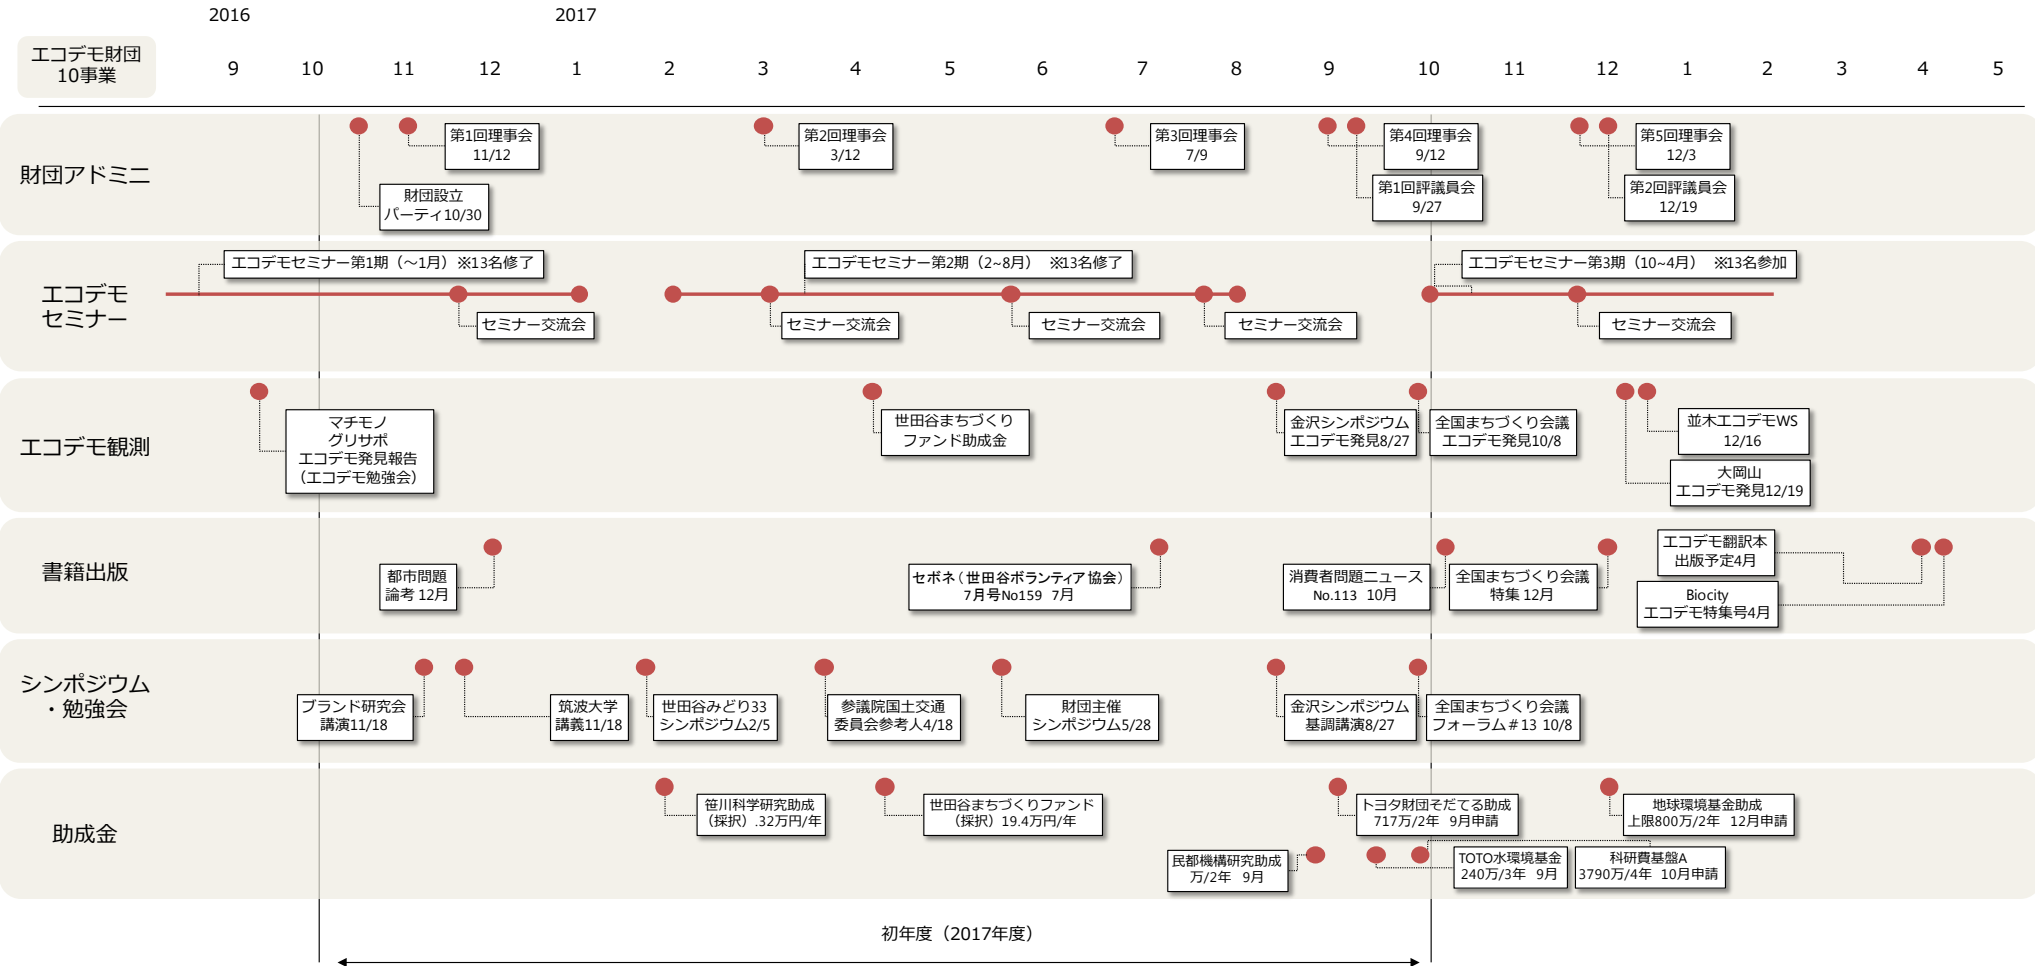 2016
2017
エコデモ財団
10事業
9 10 11 12 1 2 3 4 5 6 7 8 9 10 11 12 1 2 3 4 5
財団アドミニ
第1回理事会
11/12
財団設立
パーティ10/30
第2回理事会
3/12
第3回理事会
7/9
第4回理事会
9/12
第1回評議員会
9/27
第5回理事会
12/3
第2回評議員会
12/19
エコデモ
セミナー
エコデモセミナー第1期（～1月）※13名修了
エコデモセミナー第2期（2~8月） ※13名修了
エコデモセミナー第3期（10~4月） ※13名参加
セミナー交流会
セミナー交流会
セミナー交流会
セミナー交流会
セミナー交流会
エコデモ観測
マチモノ
グリサポ
エコデモ発見報告
（エコデモ勉強会）
世田谷まちづくり
ファンド助成金
金沢シンポジウム
エコデモ発見8/27
全国まちづくり会議
エコデモ発見10/8
並木エコデモWS
12/16
大岡山
エコデモ発見12/19
書籍出版
都市問題
論考 12月
セボネ（世田谷ボランティア協会）
7月号No159 7月
消費者問題ニュース
No.113 10月
全国まちづくり会議
特集 12月
エコデモ翻訳本
出版予定4月
Biocity
エコデモ特集号4月
シンポジウム
・勉強会
ブランド研究会
講演11/18
筑波大学
講義11/18
世田谷みどり33
シンポジウム2/5
参議院国土交通
委員会参考人4/18
財団主催
シンポジウム5/28
金沢シンポジウム
基調講演8/27
全国まちづくり会議
フォーラム＃13 10/8
助成金
笹川科学研究助成
（採択）.32万円/年
世田谷まちづくりファンド
（採択）19.4万円/年
トヨタ財団そだてる助成
717万/2年 9月申請
地球環境基金助成
上限800万/2年 12月申請
民都機構研究助成
万/2年 9月
TOTO水環境基金
240万/3年 9月
科研費基盤A
3790万/4年 10月申請
初年度（2017年度）